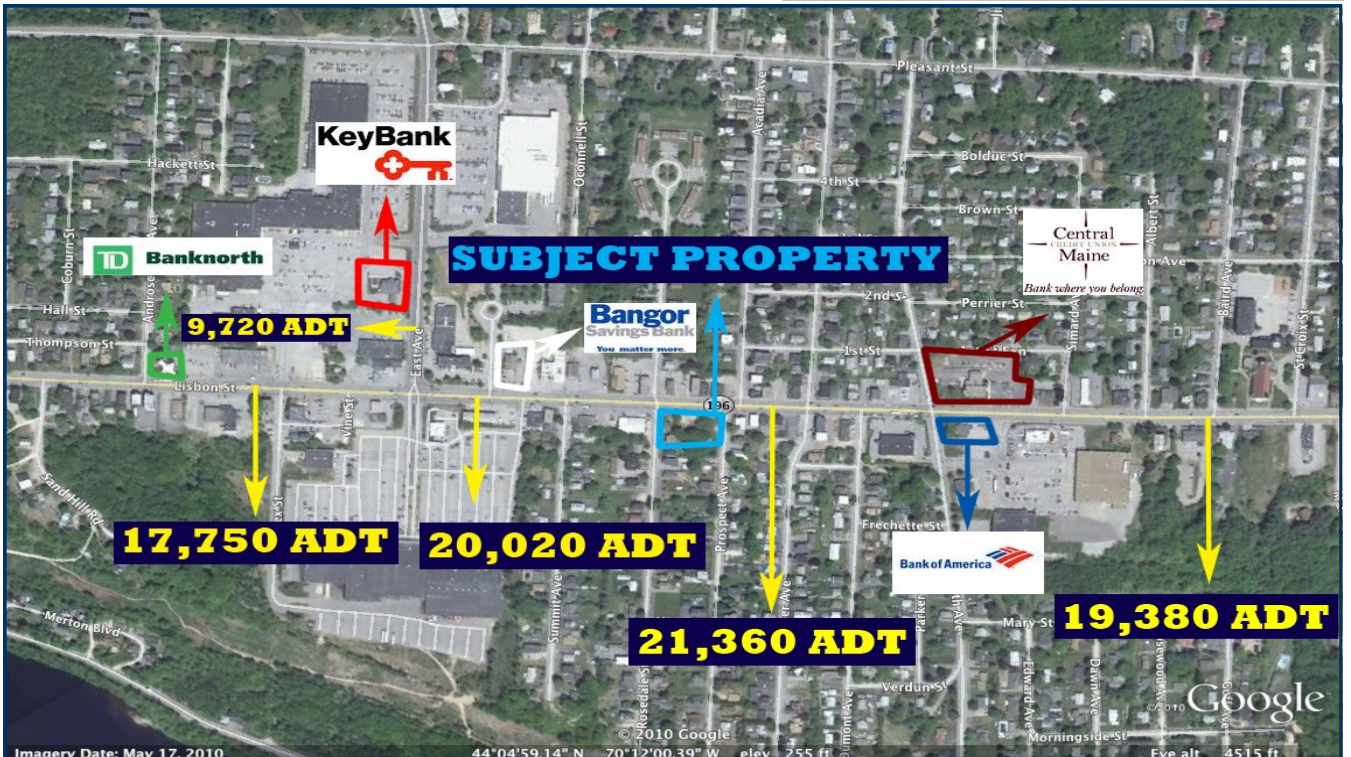 Pleasant St
Acadia Ave
Oconnell St
KeyBank
Hackett St
Bolduc St
4th St
Brown St
Albert St
Coburn St
TD Banknorth
SUBJECT PROPERTY
Central
CREDIT UNION
Maine
Bank where you belong.
Baird Ave
Hall St
9,720 ADT
Bangor
Savings Bank
You matter more.
2nd S
Perrier St
Simard Ave
St Croix St
Thompson St
East Ave
1st St
Lisbon St
196
Vine St
Sand Hill Rd
Prospect Ave
Frechette St
17,750 ADT
20,020 ADT
Bank of America
Summit Ave
21,360 ADT
19,380 ADT
Merton Blvd
Mary St
Rosedale St
Verdun St
Edward Ave
Dawn Ave
©2010 Google
© 2010 Google
Morningside St
Imagery Date: May 17, 2010 44°04'59.14" N 70°12'00.39" W elev 255 ft Eye alt 4515 ft